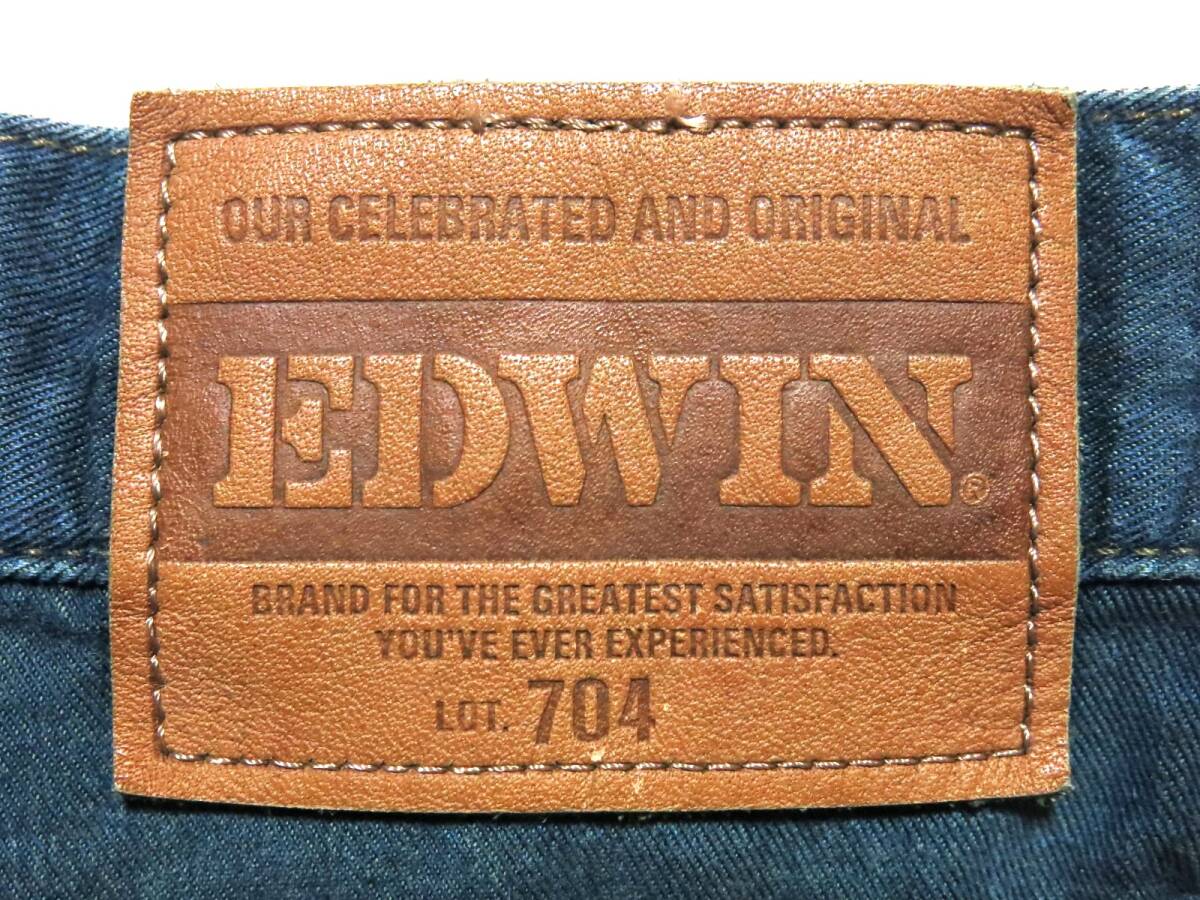 OUR CELEBRATED AND ORIGINAL
EDWIN®
BRAND FOR THE GREATEST SATISFACTION
YOU'VE EVER EXPERIENCED.
LOT. 704